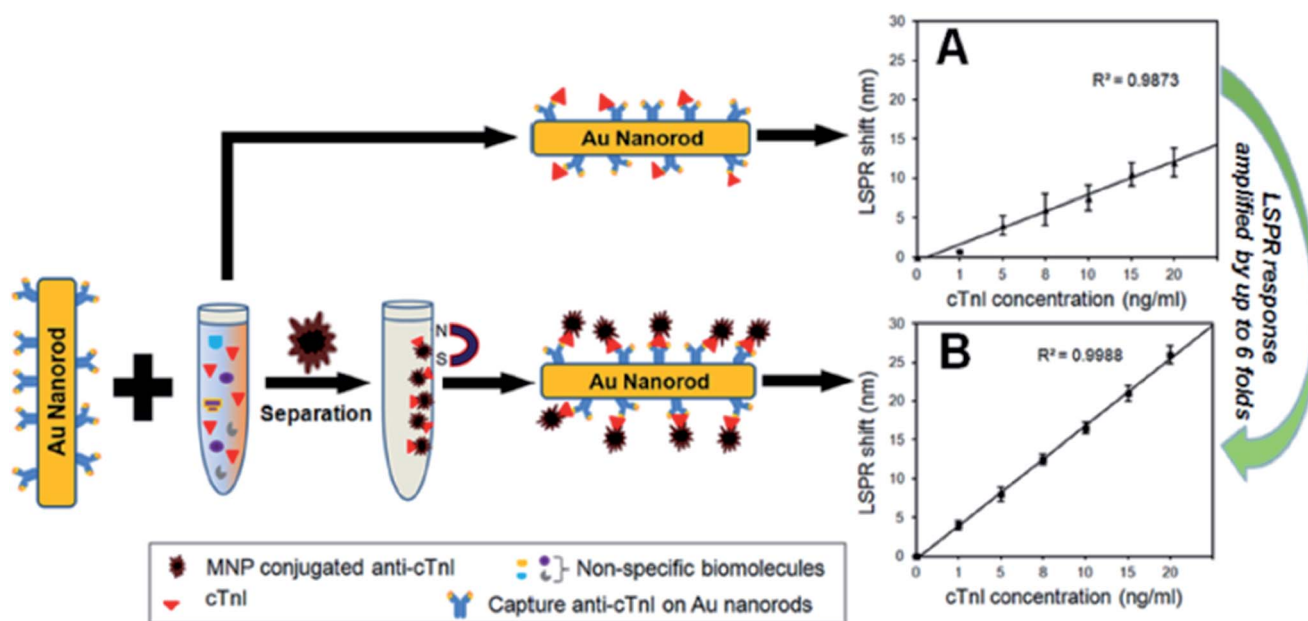 Au Nanorod
Separation
N
S
Au Nanorod
Au Nanorod
A
R² = 0.9873
LSPR shift (nm)
30
25
20
15
10
5
0
0 1 5 8 10 15 20
cTnI concentration (ng/ml)
B
R² = 0.9988
LSPR shift (nm)
30
25
20
15
10
5
0
0 1 5 8 10 15 20
cTnI concentration (ng/ml)
LSPR response
amplified by up to 6 folds
MNP conjugated anti-cTnI
Non-specific biomolecules
cTnI
Capture anti-cTnI on Au nanorods